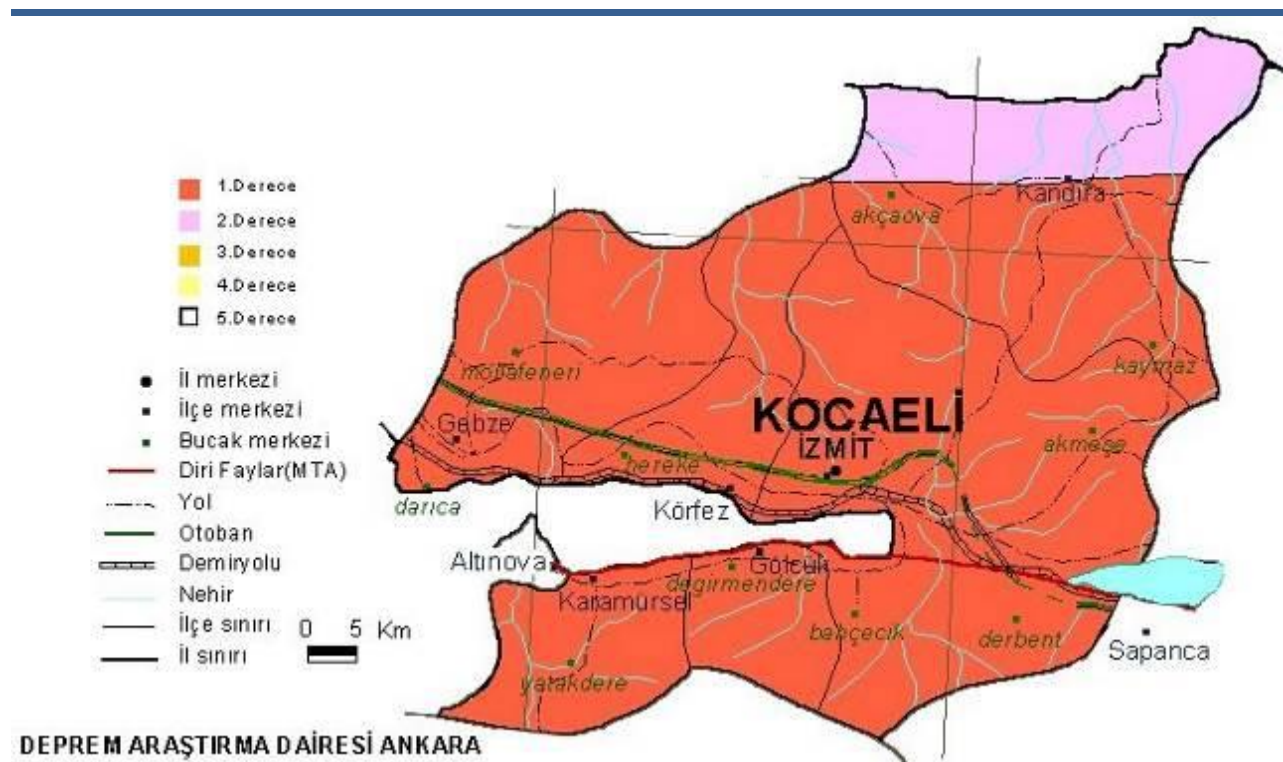 1.Derece
2.Derece
3.Derece
4.Derece
5.Derece
İl merkezi
İlçe merkezi
Bucak merkezi
Diri Faylar(MTA)
Yol
Otoban
Demiryolu
Nehir
İlçe sınırı
İl sınırı
0 5 Km
Kandıra
akçaova
kaymaz
mollafeneri
Gebze
KOCAELİ
İZMİT
akmeşe
hereke
darıca
Körfez
Altınova
Gölcük
değirmendere
Karamürsel
bahçecik
derbent
Sapanca
yatakdere
DEPREM ARAŞTIRMA DAİRESİ ANKARA